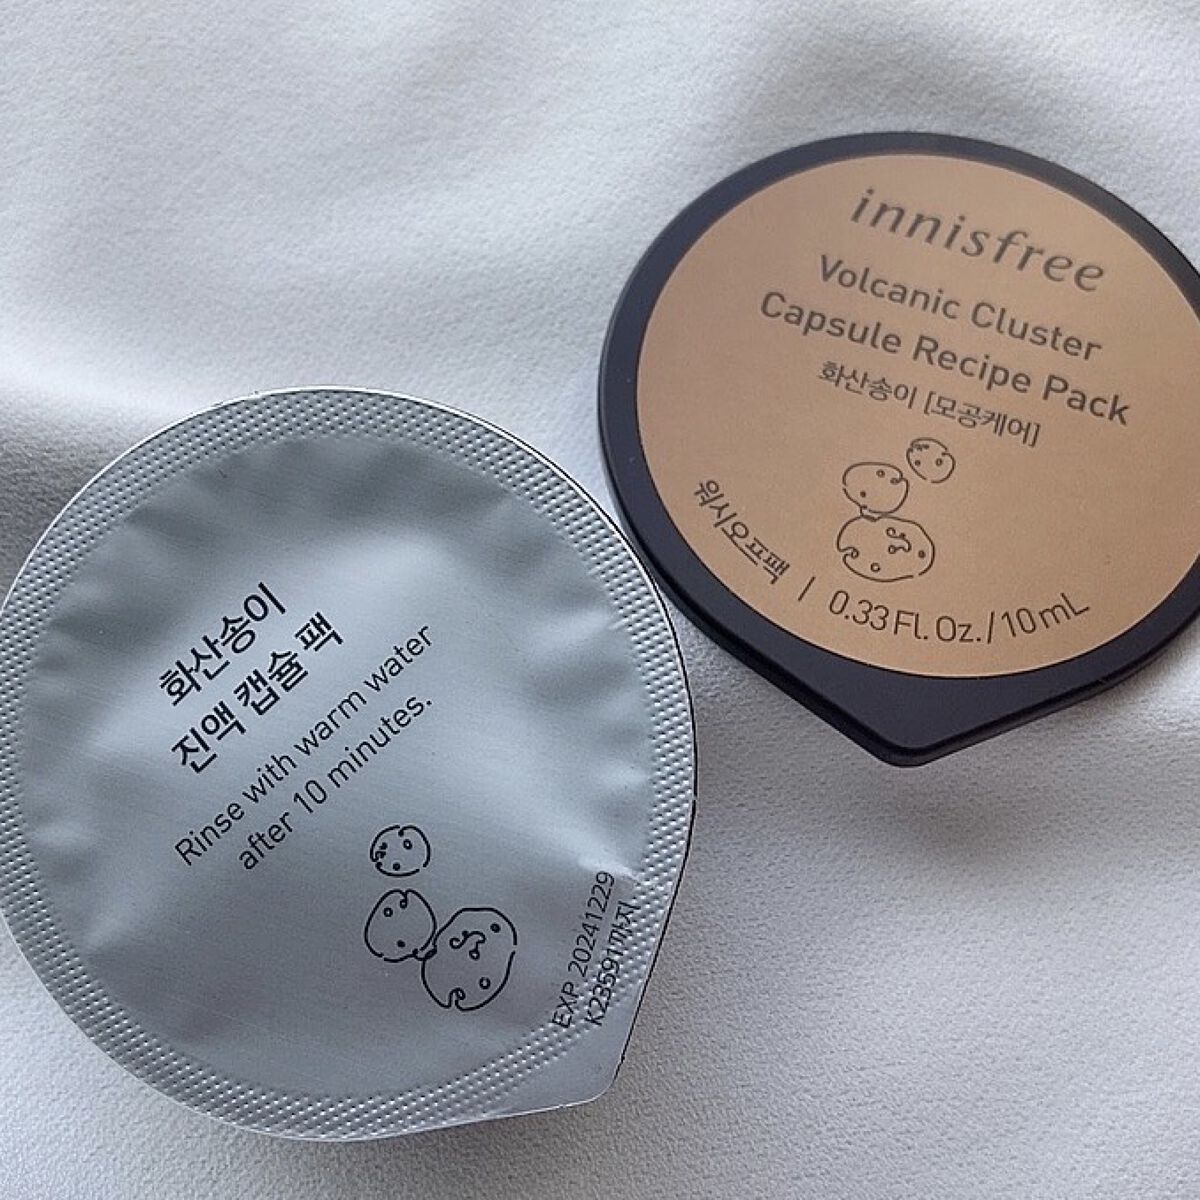 innisfree
Volcanic Cluster
Capsule Recipe Pack
화산송이 [모공케어]
워시오프팩 | 0.33 Fl. Oz. / 10 mL
화산송이
진액 캡슐 팩
Rinse with warm water
after 10 minutes.
EXP 20241229
K23591까지